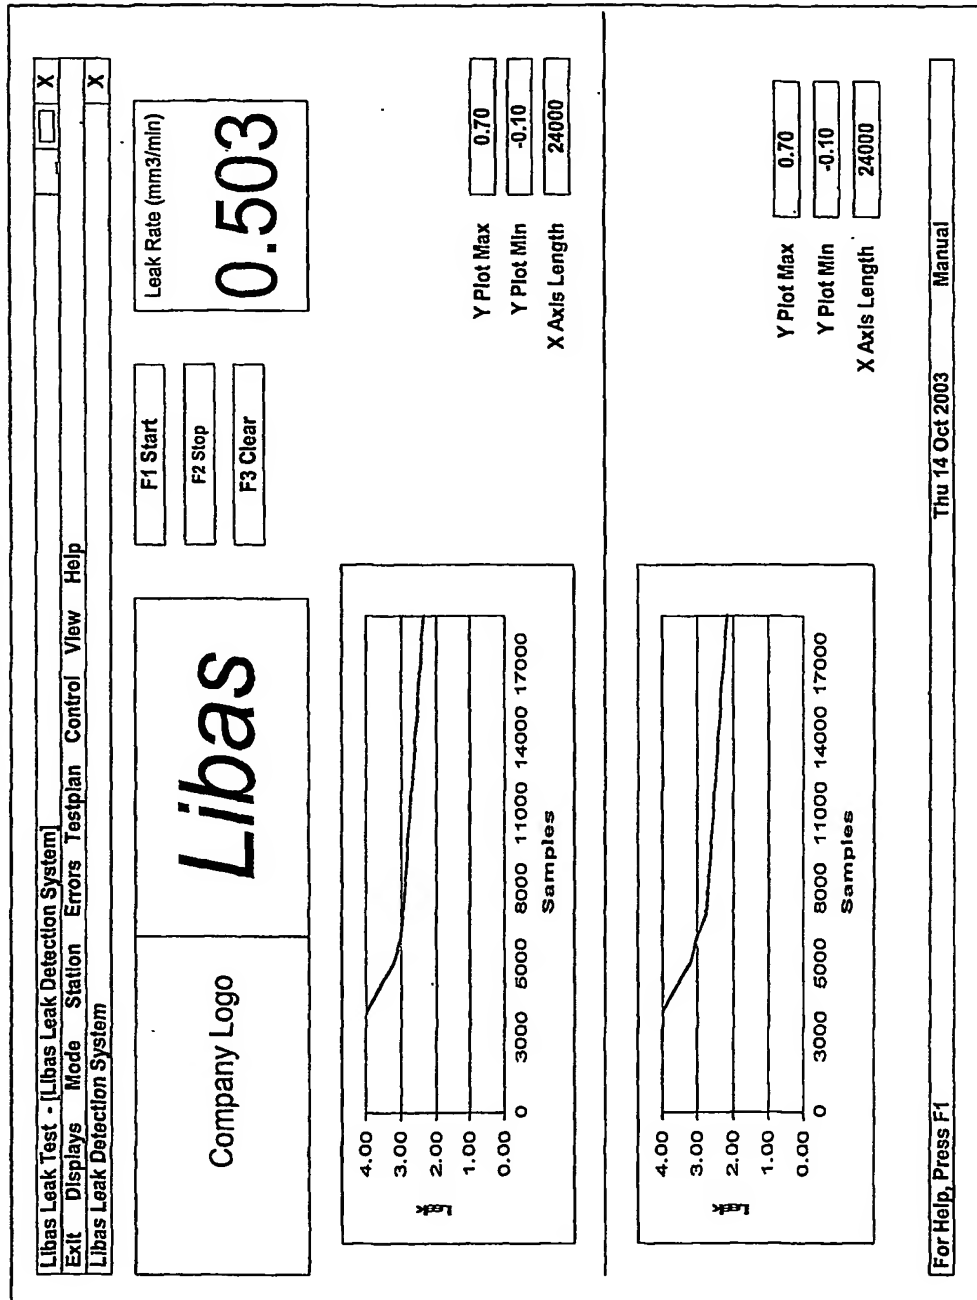 Libas Leak Test - [Libas Leak Detection System] X
Exit Displays Mode Station Errors Testplan Control View Help
Libas Leak Detection System X
Company Logo
Libas
F1 Start
F2 Stop
F3 Clear
Leak Rate (mm3/min)
0.503
4.00
3.00
2.00
1.00
0.00
Leak
0 3000 5000 8000 11000 14000 17000
Samples
Y Plot Max 0.70
Y Plot Min -0.10
X Axis Length 24000
4.00
3.00
2.00
1.00
0.00
Leak
0 3000 5000 8000 11000 14000 17000
Samples
Y Plot Max 0.70
Y Plot Min -0.10
X Axis Length 24000
For Help, Press F1 Thu 14 Oct 2003 Manual